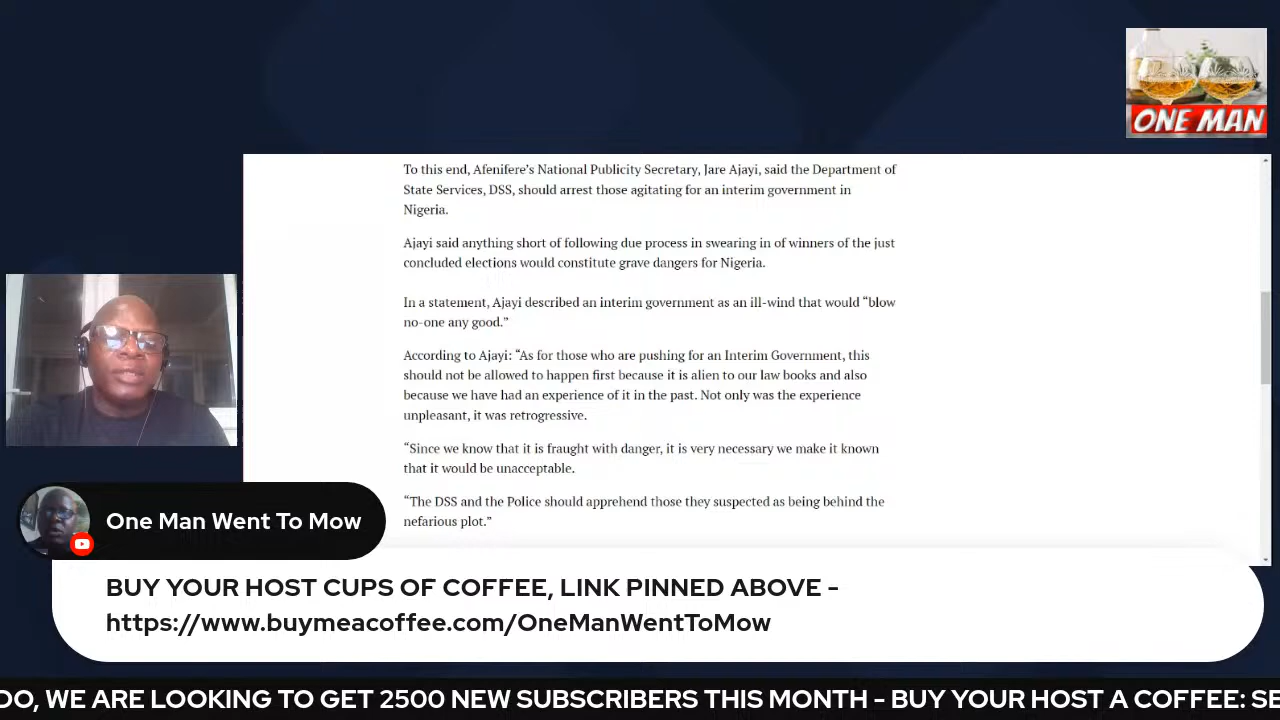 ONE MAN
To this end, Afenifere's National Publicity Secretary, Jare Ajayi, said the Department of
State Services, DSS, should arrest those agitating for an interim government in
Nigeria.
Ajayi said anything short of following due process in swearing in of winners of the just
concluded elections would constitute grave dangers for Nigeria.
In a statement, Ajayi described an interim government as an ill-wind that would “blow
no-one any good.”
According to Ajayi: “As for those who are pushing for an Interim Government, this
should not be allowed to happen first because it is alien to our law books and also
because we have had an experience of it in the past. Not only was the experience
unpleasant, it was retrogressive.
“Since we know that it is fraught with danger, it is very necessary we make it known
that it would be unacceptable.
“The DSS and the Police should apprehend those they suspected as being behind the
nefarious plot.”
One Man Went To Mow
BUY YOUR HOST CUPS OF COFFEE, LINK PINNED ABOVE -
https://www.buymeacoffee.com/OneManWentToMow
DO, WE ARE LOOKING TO GET 2500 NEW SUBSCRIBERS THIS MONTH - BUY YOUR HOST A COFFEE: SE